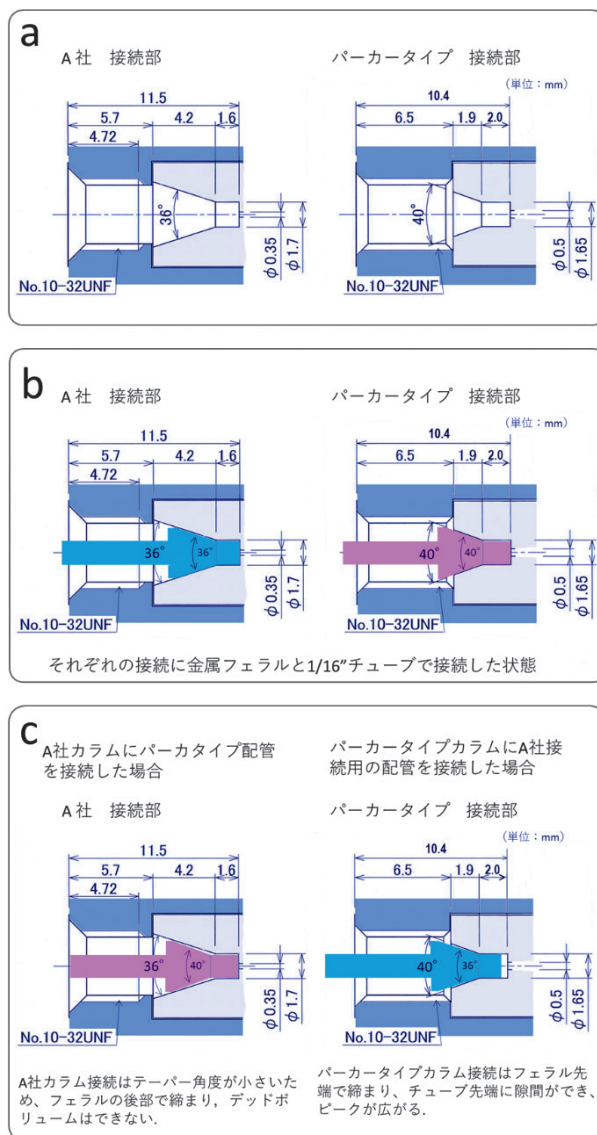 a
A社 接続部
パーカータイプ 接続部
（単位：mm）
11.5
5.7
4.2
1.6
4.72
36°
φ0.35
φ1.7
No.10-32UNF
10.4
6.5
1.9
2.0
40°
φ0.5
φ1.65
No.10-32UNF
b
A社 接続部
パーカータイプ 接続部
（単位：mm）
11.5
5.7
4.2
1.6
4.72
36°
36°
φ0.35
φ1.7
No.10-32UNF
10.4
6.5
1.9
2.0
40°
40°
φ0.5
φ1.65
No.10-32UNF
それぞれの接続に金属フェラルと1/16”チューブで接続した状態
c
A社カラムにパーカタイプ配管
を接続した場合
パーカータイプカラムにA社接
続用の配管を接続した場合
A社 接続部
パーカータイプ 接続部
（単位：mm）
11.5
5.7
4.2
1.6
4.72
36°
40°
φ0.35
φ1.7
No.10-32UNF
10.4
6.5
1.9
2.0
40°
36°
φ0.5
φ1.65
No.10-32UNF
A社カラム接続はテーパー角度が小さいた
め、フェラルの後部で締まり，デッドボ
リュームはできない.
パーカータイプカラム接続はフェラル先
端で締まり、チューブ先端に隙間ができ、
ピークが広がる.